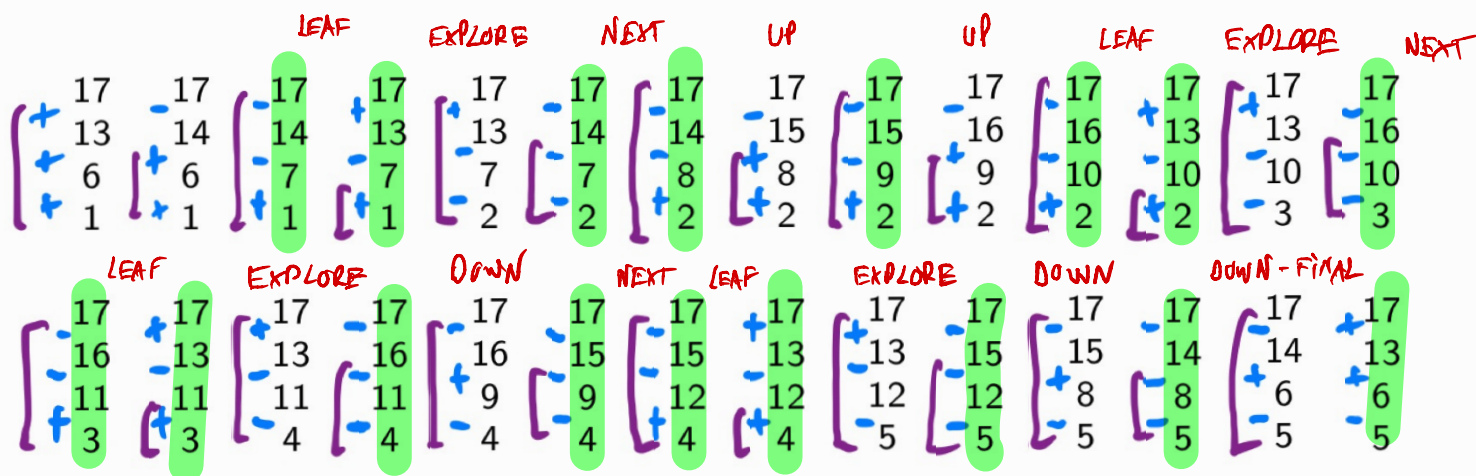 LEAF EXPLORE NEXT UP UP LEAF EXPLORE NEXT
17 17 17 17 17 17 17 17 17 17 17 17 17 17
13 14 14 13 13 14 14 15 15 16 16 13 13 16
6 6 7 7 7 7 8 8 9 9 10 10 10 10
1 1 1 1 2 2 2 2 2 2 2 2 3 3
LEAF EXPLORE DOWN NEXT LEAF EXPLORE DOWN DOWN-FINAL
17 17 17 17 17 17 17 17 17 17 17 17 17 17
16 13 13 16 16 15 15 13 13 15 15 14 14 13
11 11 11 11 9 9 12 12 12 12 8 8 6 6
3 3 4 4 4 4 4 4 5 5 5 5 5 5